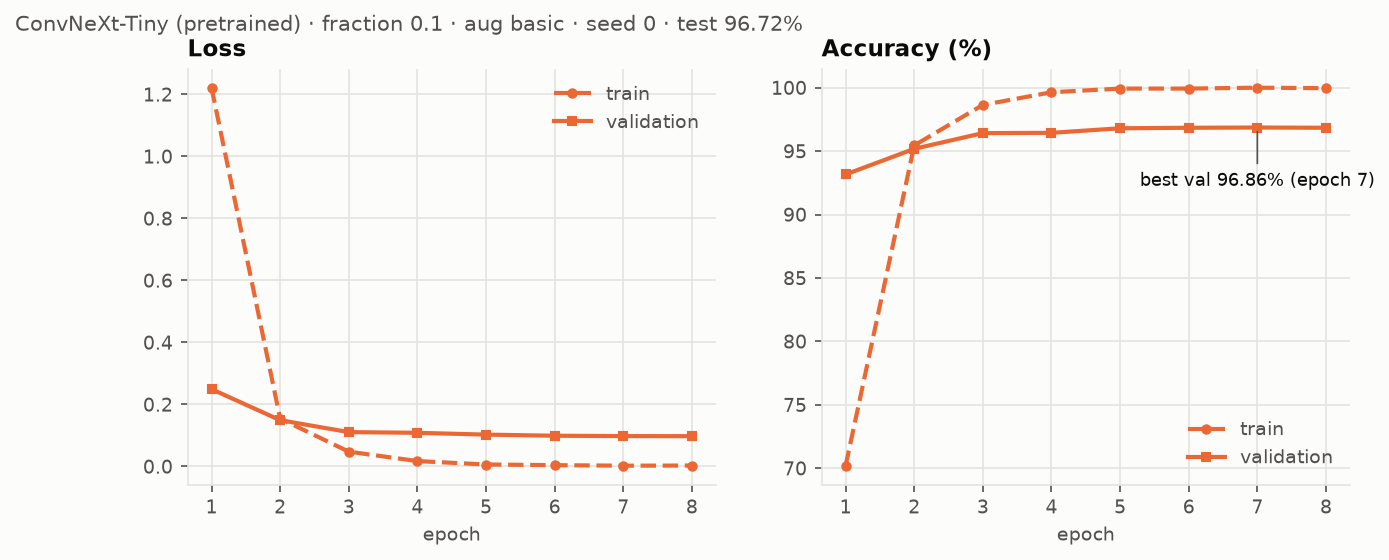 ConvNeXt-Tiny (pretrained) · fraction 0.1 · aug basic · seed 0 · test 96.72%
Loss
1.2
1.0
0.8
0.6
0.4
0.2
0.0
train
validation
1 2 3 4 5 6 7 8
epoch
Accuracy (%)
100
95
90
85
80
75
70
best val 96.86% (epoch 7)
train
validation
1 2 3 4 5 6 7 8
epoch